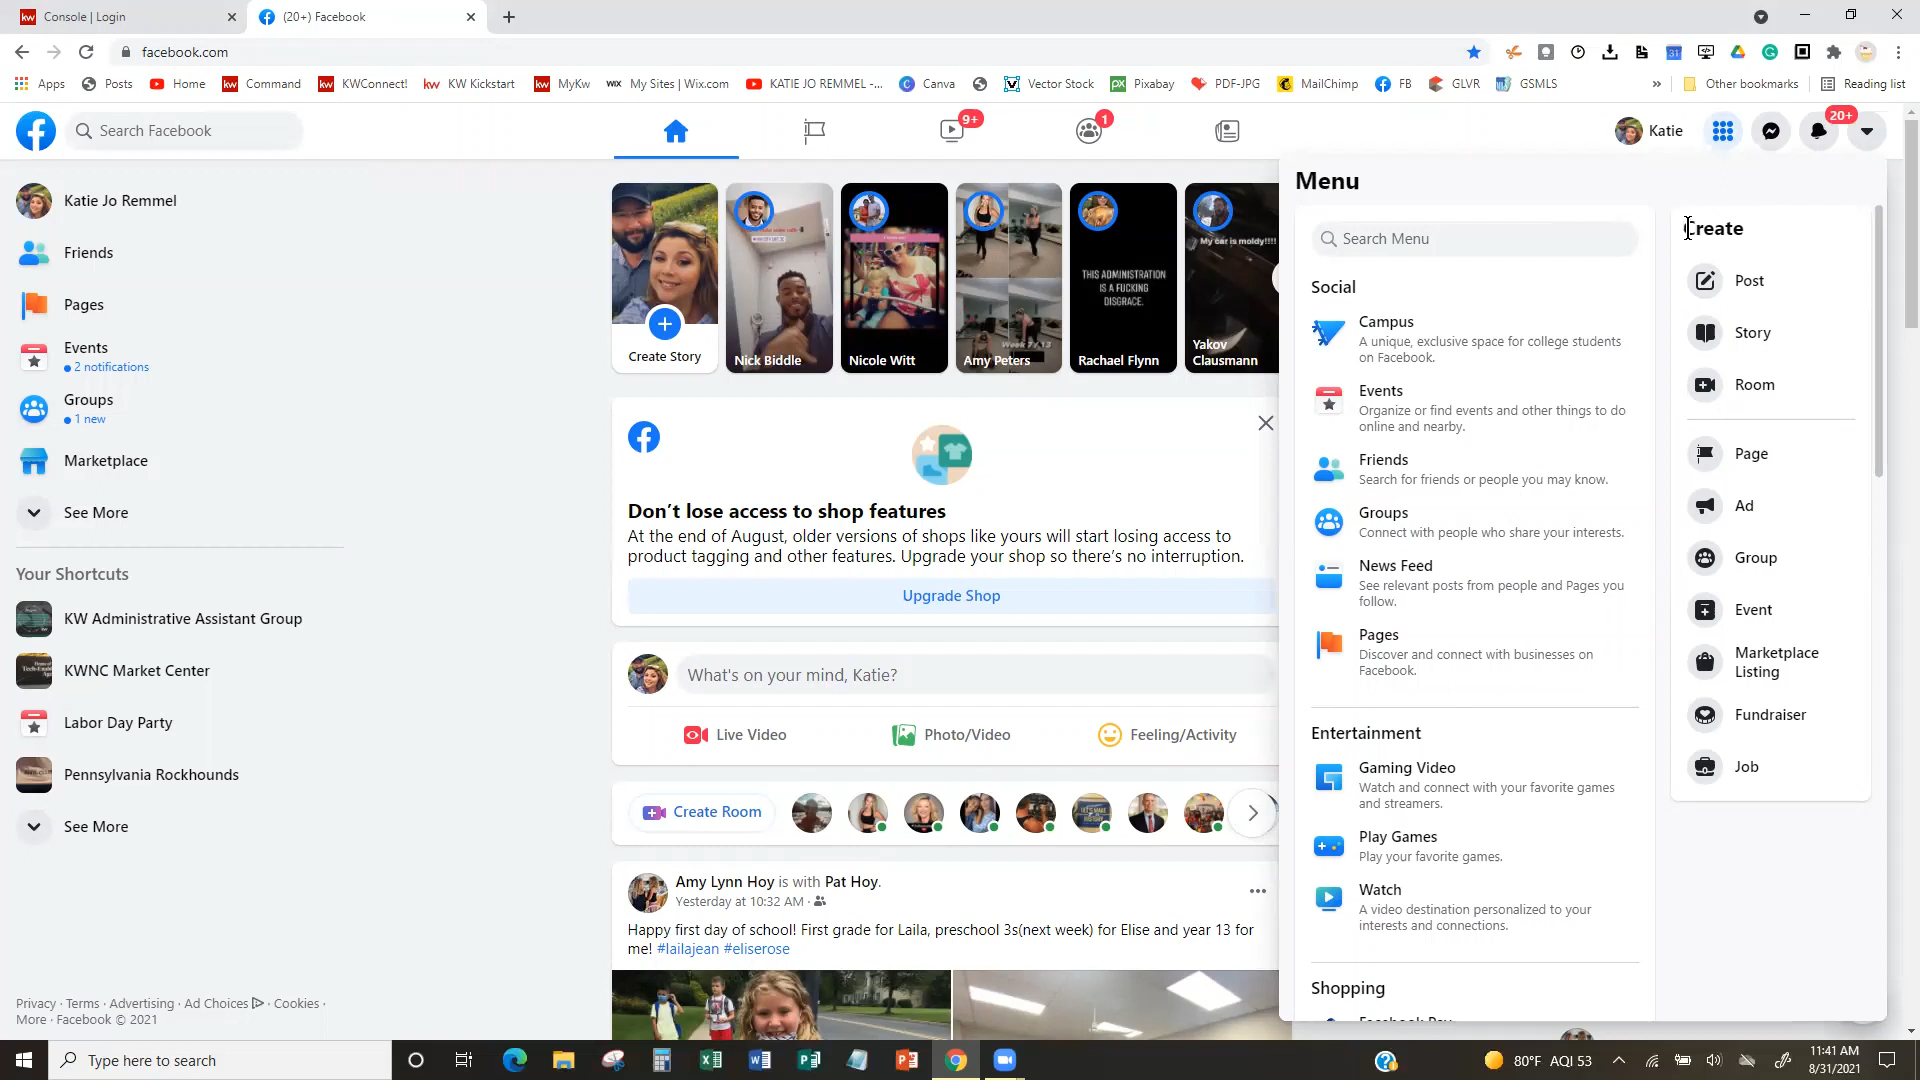 Console | Login
(20+) Facebook
facebook.com
Apps
Posts
Home
Command
KWConnect!
KW Kickstart
MyKw
My Sites | Wix.com
KATIE JO REMMEL -...
Canva
Vector Stock
Pixabay
PDF-JPG
MailChimp
FB
GLVR
GSMLS
Other bookmarks
Reading list
Search Facebook
9+
1
Katie
20+
Katie Jo Remmel
Friends
Pages
Events
2 notifications
Groups
1 new
Marketplace
See More
Your Shortcuts
KW Administrative Assistant Group
KWNC Market Center
Labor Day Party
Pennsylvania Rockhounds
See More
Privacy · Terms · Advertising · Ad Choices · Cookies ·
More · Facebook © 2021
Create Story
Nick Biddle
Nicole Witt
Week 7/13
Amy Peters
THIS ADMINISTRATION
IS A FUCKING
DISGRACE.
Rachael Flynn
My car is moldy!!!!
Yakov
Clausmann
Don't lose access to shop features
At the end of August, older versions of shops like yours will start losing access to
product tagging and other features. Upgrade your shop so there's no interruption.
Upgrade Shop
What's on your mind, Katie?
Live Video
Photo/Video
Feeling/Activity
Create Room
Amy Lynn Hoy is with Pat Hoy.
Yesterday at 10:32 AM ·
Happy first day of school! First grade for Laila, preschool 3s(next week) for Elise and year 13 for
me! #lailajean #eliserose
Menu
Search Menu
Social
Campus
A unique, exclusive space for college students
on Facebook.
Events
Organize or find events and other things to do
online and nearby.
Friends
Search for friends or people you may know.
Groups
Connect with people who share your interests.
News Feed
See relevant posts from people and Pages you
follow.
Pages
Discover and connect with businesses on
Facebook.
Entertainment
Gaming Video
Watch and connect with your favorite games
and streamers.
Play Games
Play your favorite games.
Watch
A video destination personalized to your
interests and connections.
Shopping
Create
Post
Story
Room
Page
Ad
Group
Event
Marketplace
Listing
Fundraiser
Job
Type here to search
80°F AQI 53
11:41 AM
8/31/2021